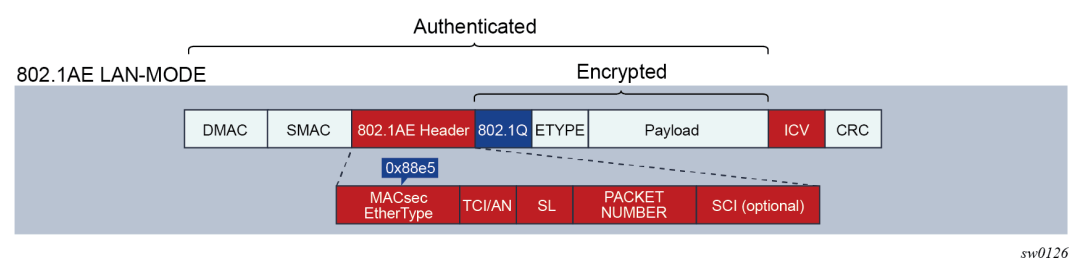 Authenticated
802.1AE LAN-MODE
Encrypted
DMAC SMAC 802.1AE Header 802.1Q ETYPE Payload ICV CRC
0x88e5
MACsec EtherType TCI/AN SL PACKET NUMBER SCI (optional)
sw0126